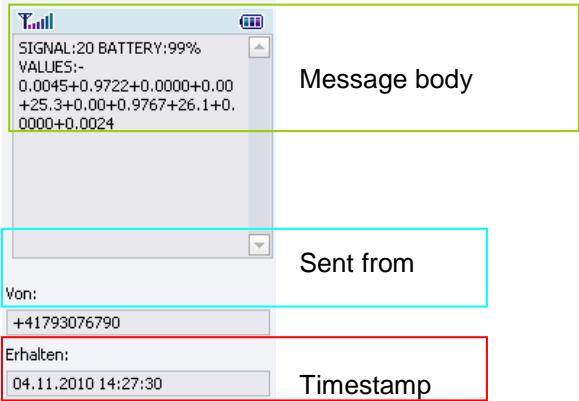 SIGNAL:20 BATTERY:99%
VALUES:-
0.0045+0.9722+0.0000+0.00
+25.3+0.00+0.9767+26.1+0.
0000+0.0024
Message body
Sent from
Von:
+41793076790
Erhalten:
04.11.2010 14:27:30
Timestamp